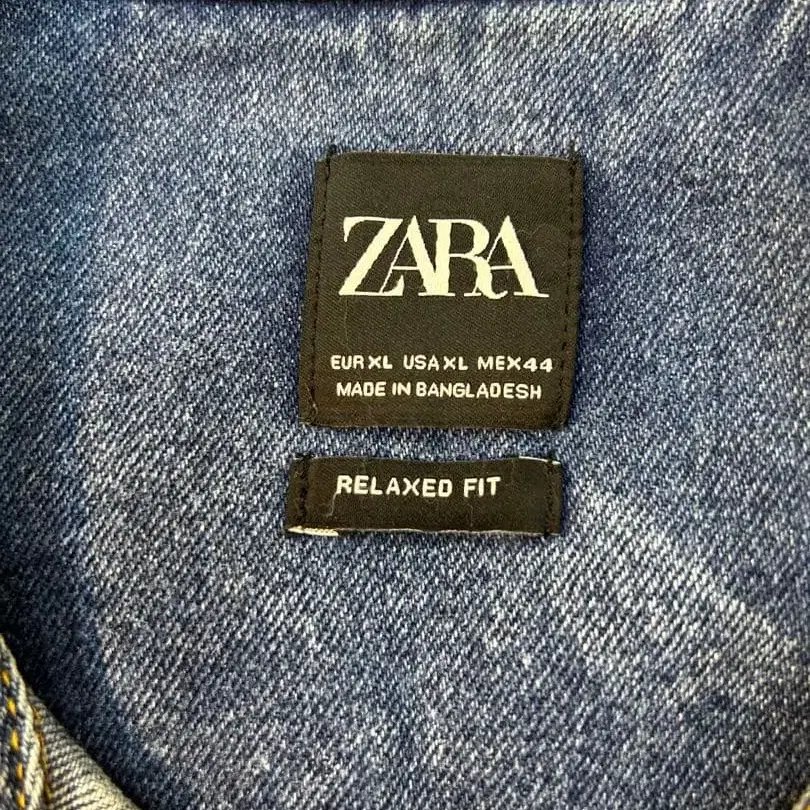 ZARA
EUR XL USA XL MEX 44
MADE IN BANGLADESH
RELAXED FIT